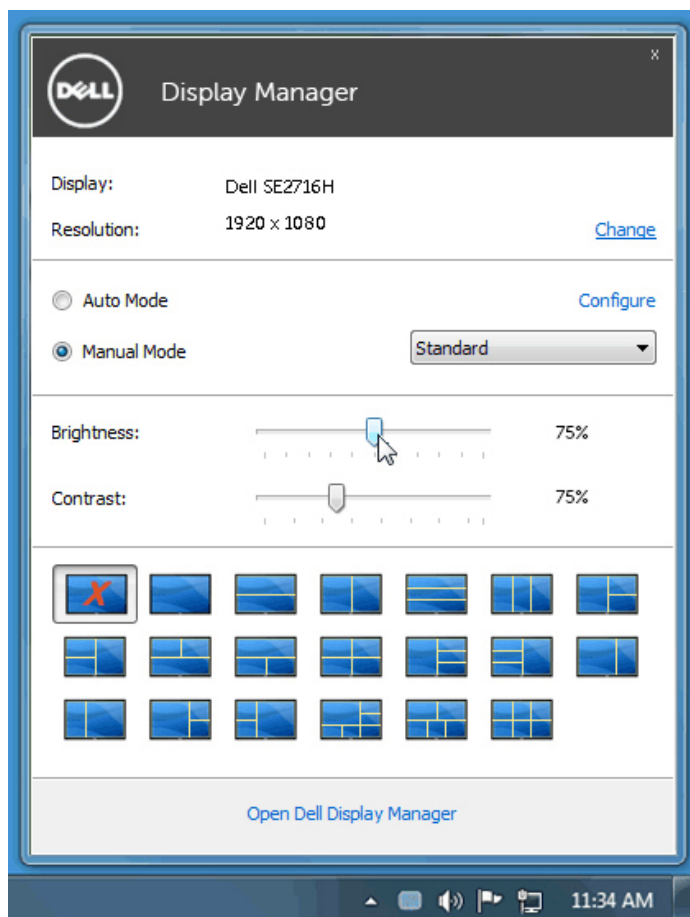 x
DELL Display Manager
Display: Dell SE2716H
Resolution: 1920 x 1080 Change
Auto Mode Configure
Manual Mode Standard
Brightness: 75%
Contrast: 75%
X
Open Dell Display Manager
11:34 AM